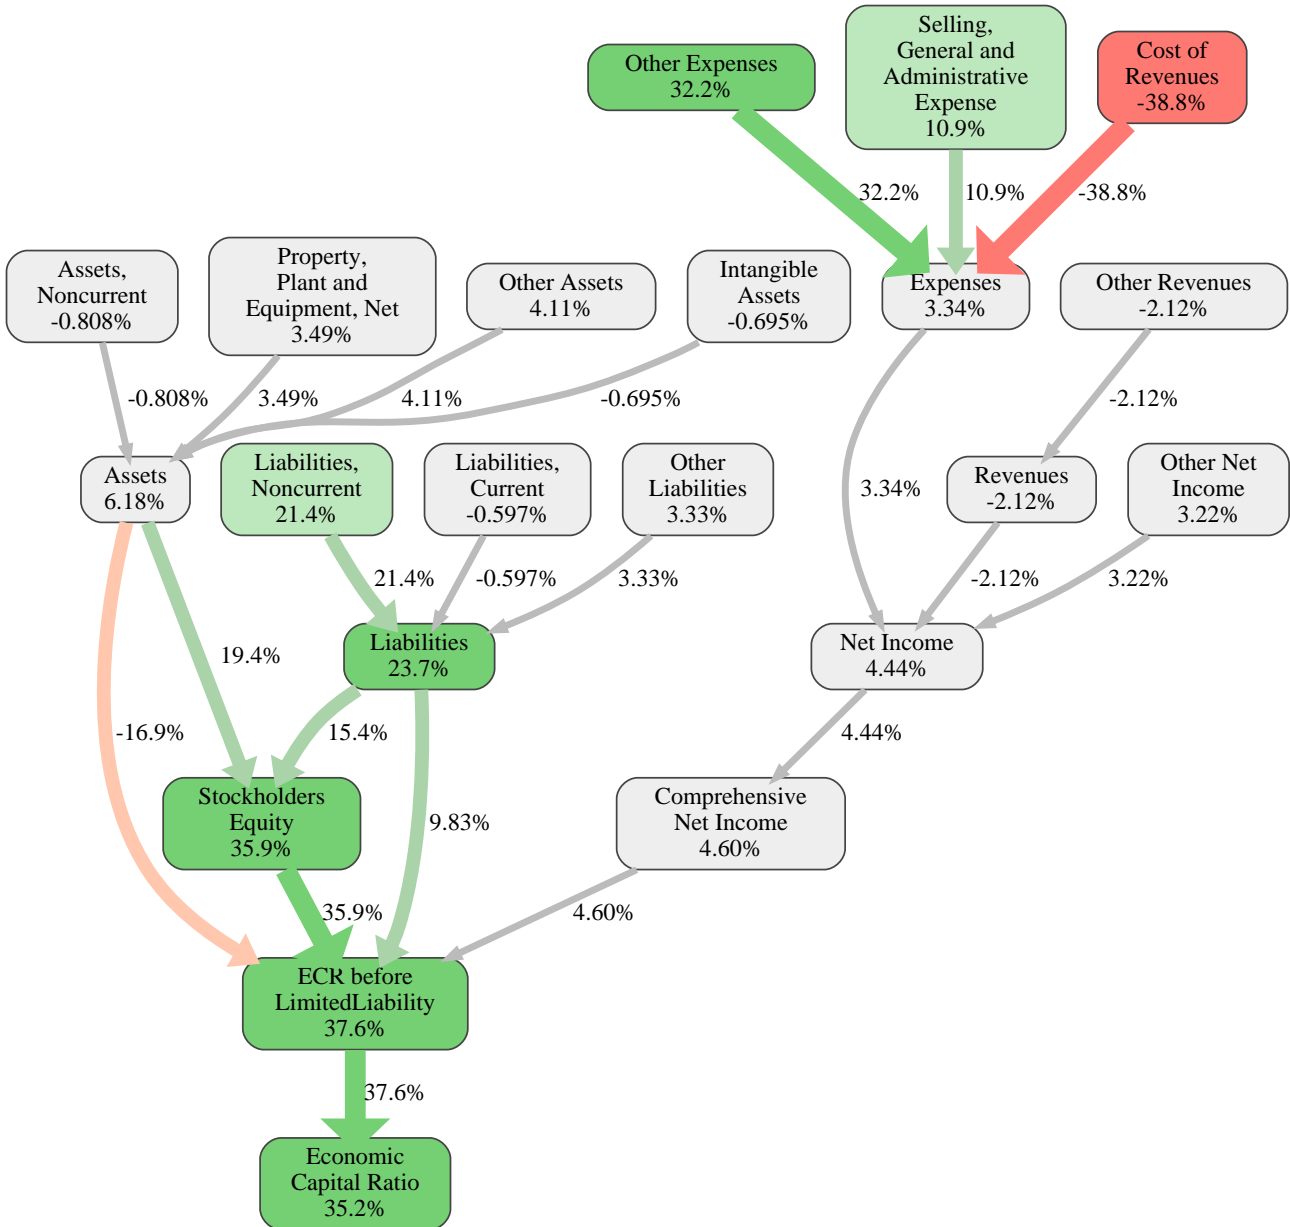 Other Expenses
32.2%
Selling,
General and
Administrative
Expense
10.9%
Cost of
Revenues
-38.8%
32.2%
10.9%
-38.8%
Assets,
Noncurrent
-0.808%
Property,
Plant and
Equipment, Net
3.49%
Other Assets
4.11%
Intangible
Assets
-0.695%
Expenses
3.34%
Other Revenues
-2.12%
-0.808%
3.49%
4.11%
-0.695%
-2.12%
Assets
6.18%
Liabilities,
Noncurrent
21.4%
Liabilities,
Current
-0.597%
Other
Liabilities
3.33%
3.34%
Revenues
-2.12%
Other Net
Income
3.22%
21.4%
-0.597%
3.33%
-2.12%
3.22%
19.4%
Liabilities
23.7%
Net Income
4.44%
-16.9%
15.4%
4.44%
Stockholders
Equity
35.9%
9.83%
Comprehensive
Net Income
4.60%
35.9%
4.60%
ECR before
LimitedLiability
37.6%
37.6%
Economic
Capital Ratio
35.2%